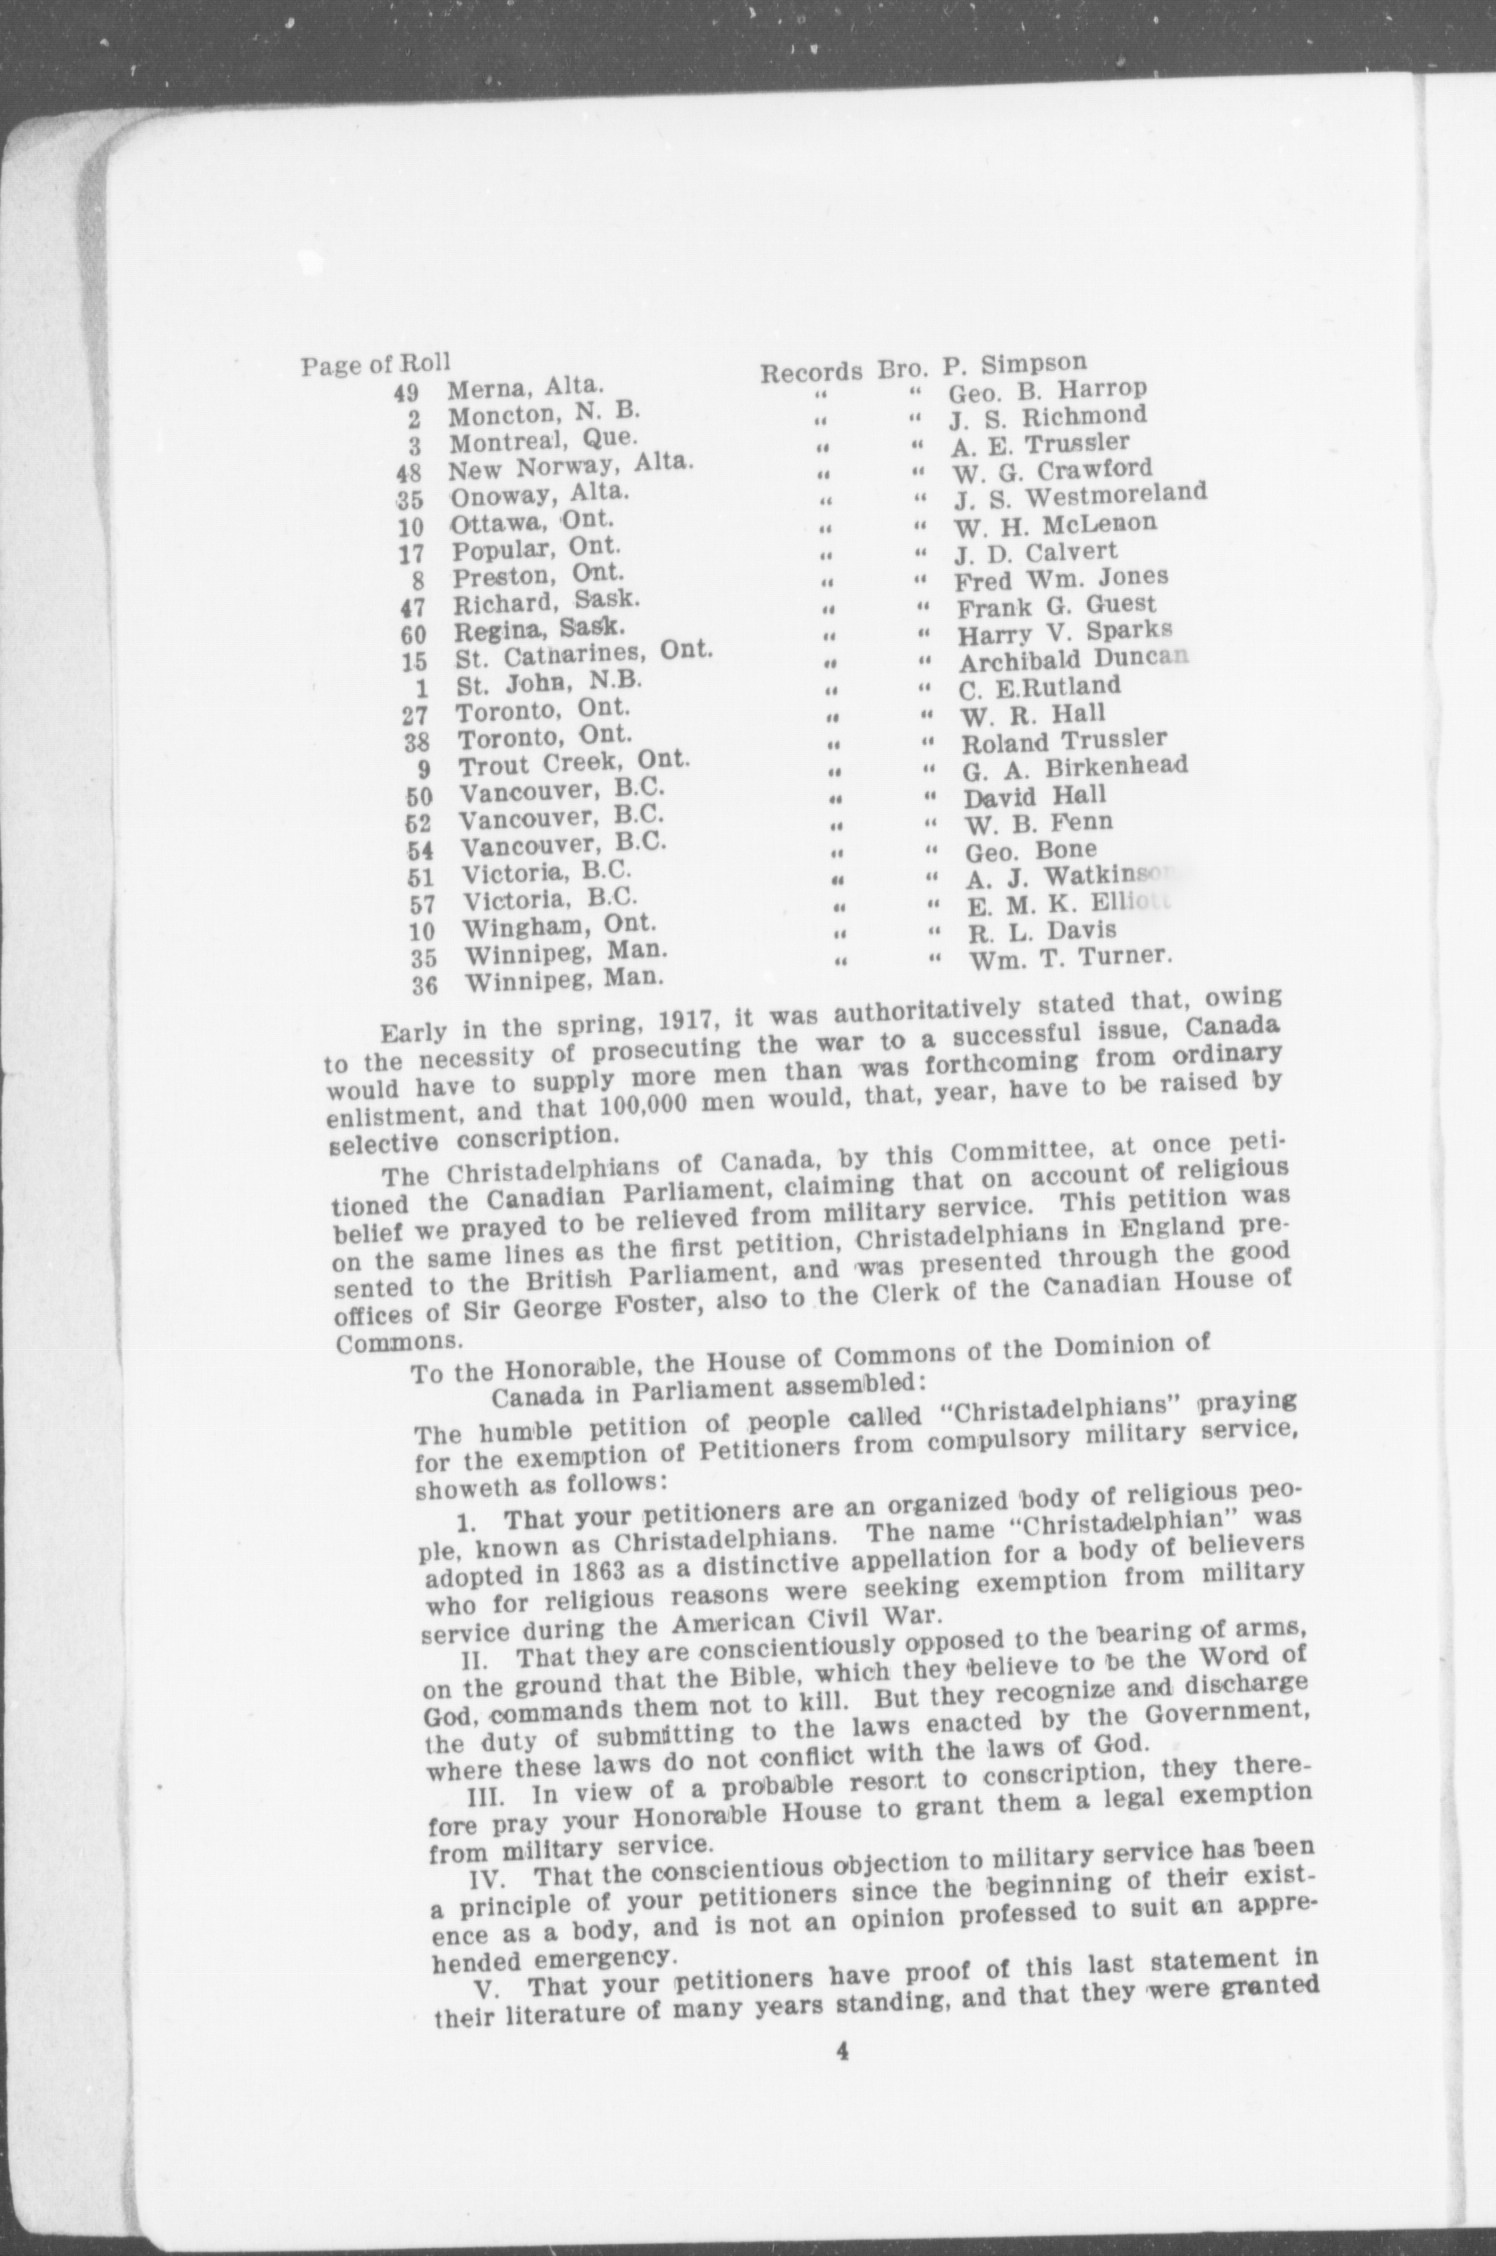 Page of Roll
49 Merna, Alta. Records Bro. P. Simpson
2 Moncton, N. B. “ “ Geo. B. Harrop
3 Montreal, Que. “ “ J. S. Richmond
48 New Norway, Alta. “ “ A. E. Trussler
35 Onoway, Alta. “ “ W. G. Crawford
10 Ottawa, Ont. “ “ J. S. Westmoreland
17 Popular, Ont. “ “ W. H. McLenon
8 Preston, Ont. “ “ J. D. Calvert
47 Richard, Sask. “ “ Fred Wm. Jones
60 Regina, Sask. “ “ Frank G. Guest
15 St. Catharines, Ont. “ “ Harry V. Sparks
1 St. John, N.B. “ “ Archibald Duncan
27 Toronto, Ont. “ “ C. E.Rutland
38 Toronto, Ont. “ “ W. R. Hall
9 Trout Creek, Ont. “ “ Roland Trussler
50 Vancouver, B.C. “ “ G. A. Birkenhead
52 Vancouver, B.C. “ “ David Hall
54 Vancouver, B.C. “ “ W. B. Fenn
51 Victoria, B.C. “ “ Geo. Bone
57 Victoria, B.C. “ “ A. J. Watkinson
10 Wingham, Ont. “ “ E. M. K. Elliott
35 Winnipeg, Man. “ “ R. L. Davis
36 Winnipeg, Man. “ “ Wm. T. Turner.
Early in the spring, 1917, it was authoritatively stated that, owing
to the necessity of prosecuting the war to a successful issue, Canada
would have to supply more men than was forthcoming from ordinary
enlistment, and that 100,000 men would, that, year, have to be raised by
selective conscription.
The Christadelphians of Canada, by this Committee, at once peti-
tioned the Canadian Parliament, claiming that on account of religious
belief we prayed to be relieved from military service. This petition was
on the same lines as the first petition, Christadelphians in England pre-
sented to the British Parliament, and was presented through the good
offices of Sir George Foster, also to the Clerk of the Canadian House of
Commons.
To the Honorable, the House of Commons of the Dominion of
Canada in Parliament assembled:
The humble petition of people called “Christadelphians” praying
for the exemption of Petitioners from compulsory military service,
showeth as follows:
1. That your petitioners are an organized body of religious peo-
ple, known as Christadelphians. The name “Christadelphian” was
adopted in 1863 as a distinctive appellation for a body of believers
who for religious reasons were seeking exemption from military
service during the American Civil War.
II. That they are conscientiously opposed to the bearing of arms,
on the ground that the Bible, which they believe to be the Word of
God, commands them not to kill. But they recognize and discharge
the duty of submitting to the laws enacted by the Government,
where these laws do not conflict with the laws of God.
III. In view of a probable resort to conscription, they there-
fore pray your Honorable House to grant them a legal exemption
from military service.
IV. That the conscientious objection to military service has been
a principle of your petitioners since the beginning of their exist-
ence as a body, and is not an opinion professed to suit an appre-
hended emergency.
V. That your petitioners have proof of this last statement in
their literature of many years standing, and that they were granted
4